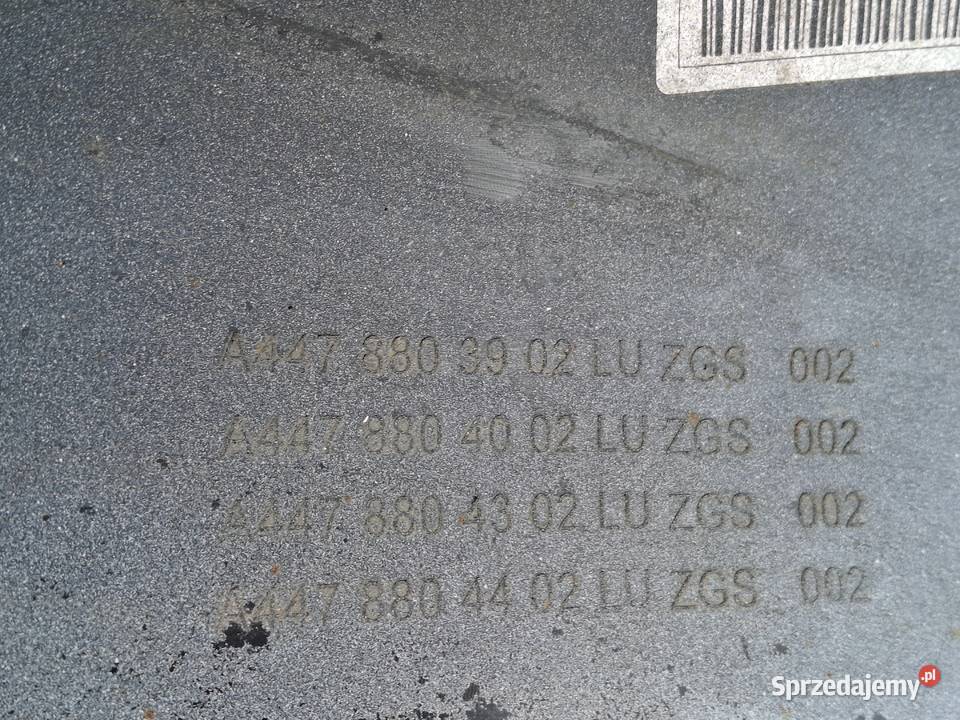 A447 880 39 02 LU ZGS 002
A447 880 40 02 LU ZGS 002
A447 880 43 02 LU ZGS 002
A447 880 44 02 LU ZGS 002
Sprzedajemy.pl